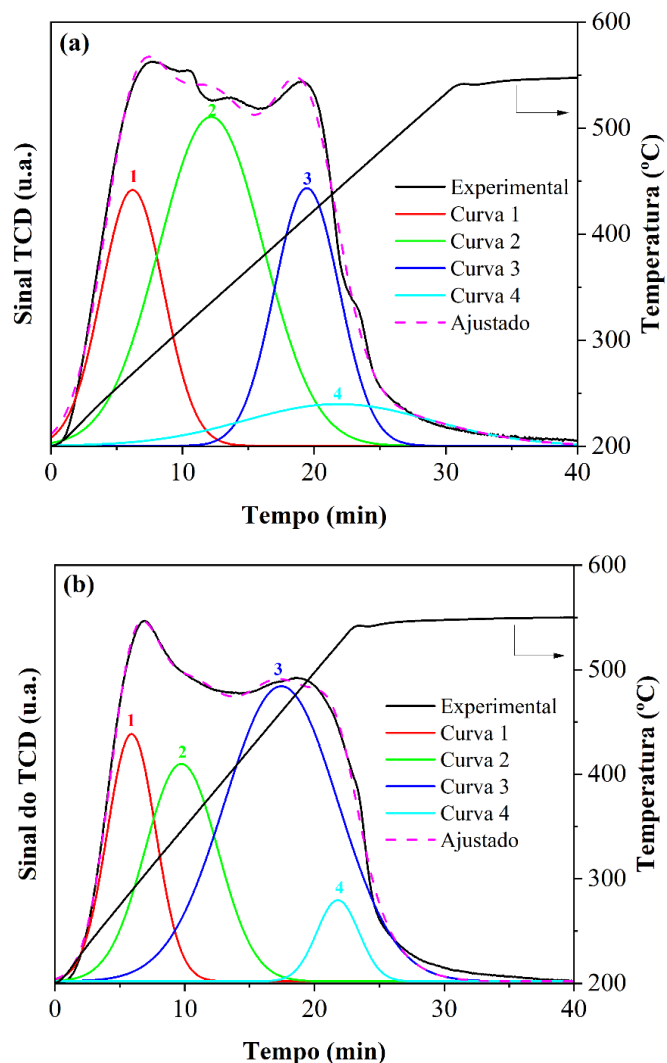 (a)
600
500
400
300
200
Sinal TCD (u.a.)
Temperatura (ºC)
1
2
3
4
Experimental
Curva 1
Curva 2
Curva 3
Curva 4
Ajustado
0
10
20
30
40
Tempo (min)
(b)
600
500
400
300
200
Sinal do TCD (u.a.)
Temperatura (ºC)
1
2
3
4
Experimental
Curva 1
Curva 2
Curva 3
Curva 4
Ajustado
0
10
20
30
40
Tempo (min)